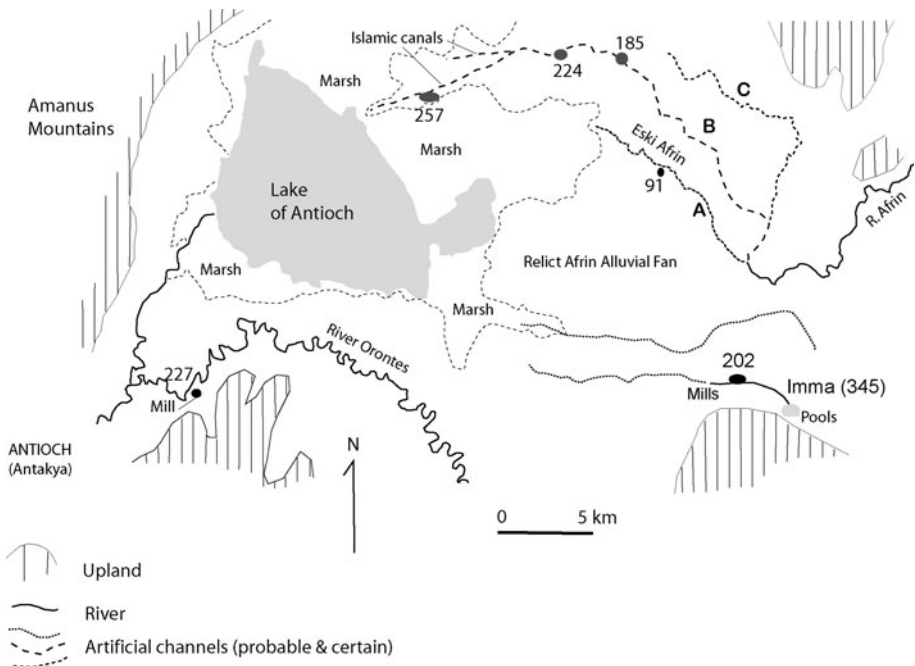 Islamic canals
185
224
C
Marsh
Amanus
Mountains
257
B
Marsh
Eski Afrin
91
Lake
of Antioch
A
R. Afrin
Relict Afrin Alluvial Fan
Marsh
Marsh
River Orontes
202
227
Imma (345)
Mill
Mills
Pools
ANTIOCH
(Antakya)
N
0 5 km
Upland
River
Artificial channels (probable & certain)